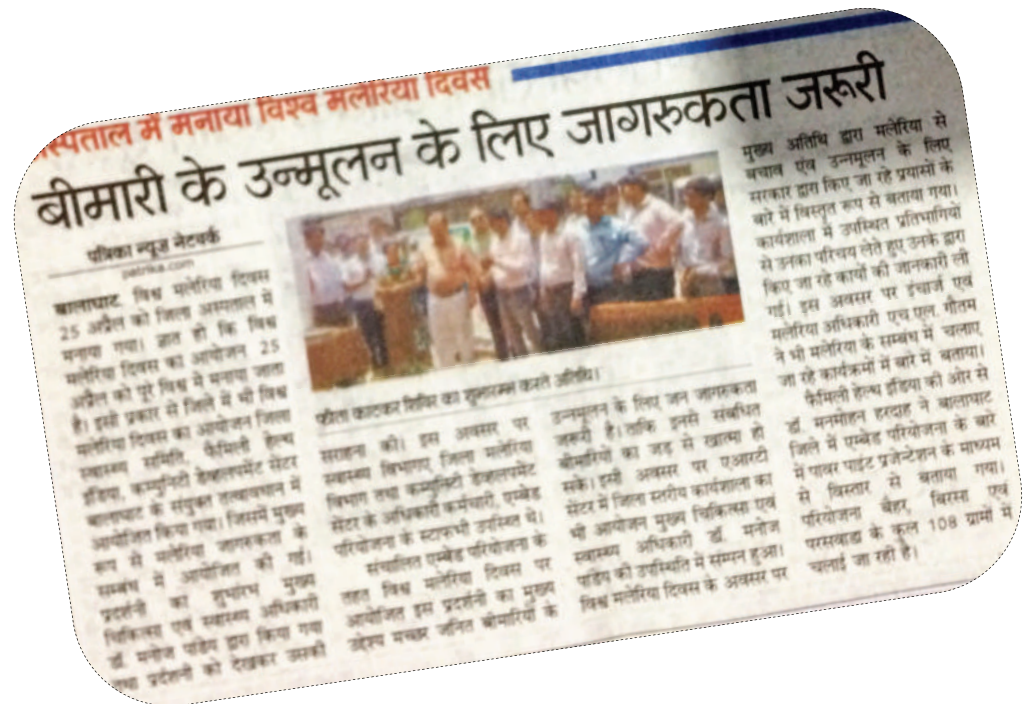 स्पताल में मनाया विश्व मलेरिया दिवस
बीमारी के उन्मूलन के लिए जागरुकता जरूरी
पत्रिका न्यूज नेटवर्क
patrika.com
बालाघाट. विश्व मलेरिया दिवस
25 अप्रैल को जिला अस्पताल में
मनाया गया। ज्ञात हो कि विश्व
मलेरिया दिवस का आयोजन 25
अप्रैल को पूरे विश्व में मनाया जाता
है। इसी प्रकार से जिले में भी विश्व
मलेरिया दिवस का आयोजन जिला
स्वास्थ्य समिति, फैमिली हेल्थ
इंडिया, कम्युनिटी डेव्हलपमेंट सेंटर
बालाघाट के संयुक्त तत्वावधान में
आयोजित किया गया। जिसमें मुख्य
रूप से मलेरिया जागरुकता के
सम्बंध में आयोजित की गई।
प्रदर्शनी का शुभारंभ मुख्य
चिकित्सा एवं स्वास्थ्य अधिकारी
डॉ. मनोज पांडेय द्वारा किया गया
तथा प्रदर्शनी को देखकर उसकी
फीता काटकर शिविर का शुभारम्भ करते अतिथि।
सराहना की। इस अवसर पर
स्वास्थ्य विभाग, जिला मलेरिया
विभाग तथा कम्युनिटी डेव्हलपमेंट
सेंटर के अधिकारी कर्मचारी, एम्बेड
परियोजना के स्टाफ भी उपस्थित थे।
संचालित एम्बेड परियोजना के
तहत विश्व मलेरिया दिवस पर
आयोजित इस प्रदर्शनी का मुख्य
उद्देश्य मच्छर जनित बीमारियों के
उन्नमूलन के लिए जन जागरुकता
जरूरी है। ताकि इनसे संबंधित
बीमारियों का जड़ से खात्मा हो
सके। इसी अवसर पर एआरटी
सेंटर में जिला स्तरीय कार्यशाला का
भी आयोजन मुख्य चिकित्सा एवं
स्वास्थ्य अधिकारी डॉ. मनोज
पांडेय की उपस्थिति में सम्पन्न हुआ।
विश्व मलेरिया दिवस के अवसर पर
मुख्य अतिथि द्वारा मलेरिया से
बचाव एंव उन्नमूलन के लिए
सरकार द्वारा किए जा रहे प्रयासों के
बारे में विस्तृत रूप से बताया गया।
कार्यशाला में उपस्थित प्रतिभागियों
से उनका परिचय लेते हुए उनके द्वारा
किए जा रहे कार्यों की जानकारी ली
गई। इस अवसर पर इंचार्ज एवं
मलेरिया अधिकारी एच.एल. गौतम
ने भी मलेरिया के सम्बंध में चलाए
जा रहे कार्यक्रमों में बारे में बताया।
फैमिली हेल्थ इंडिया की ओर से
डॉ. मनमोहन हरदाह ने बालाघाट
जिले में एम्बेड परियोजना के बारे
में पावर पाइंट प्रजेन्टेशन के माध्यम
से विस्तार से बताया गया।
परियोजना बैहर, बिरसा एवं
परसवाड़ा के कुल 108 ग्रामों में
चलाई जा रही है।